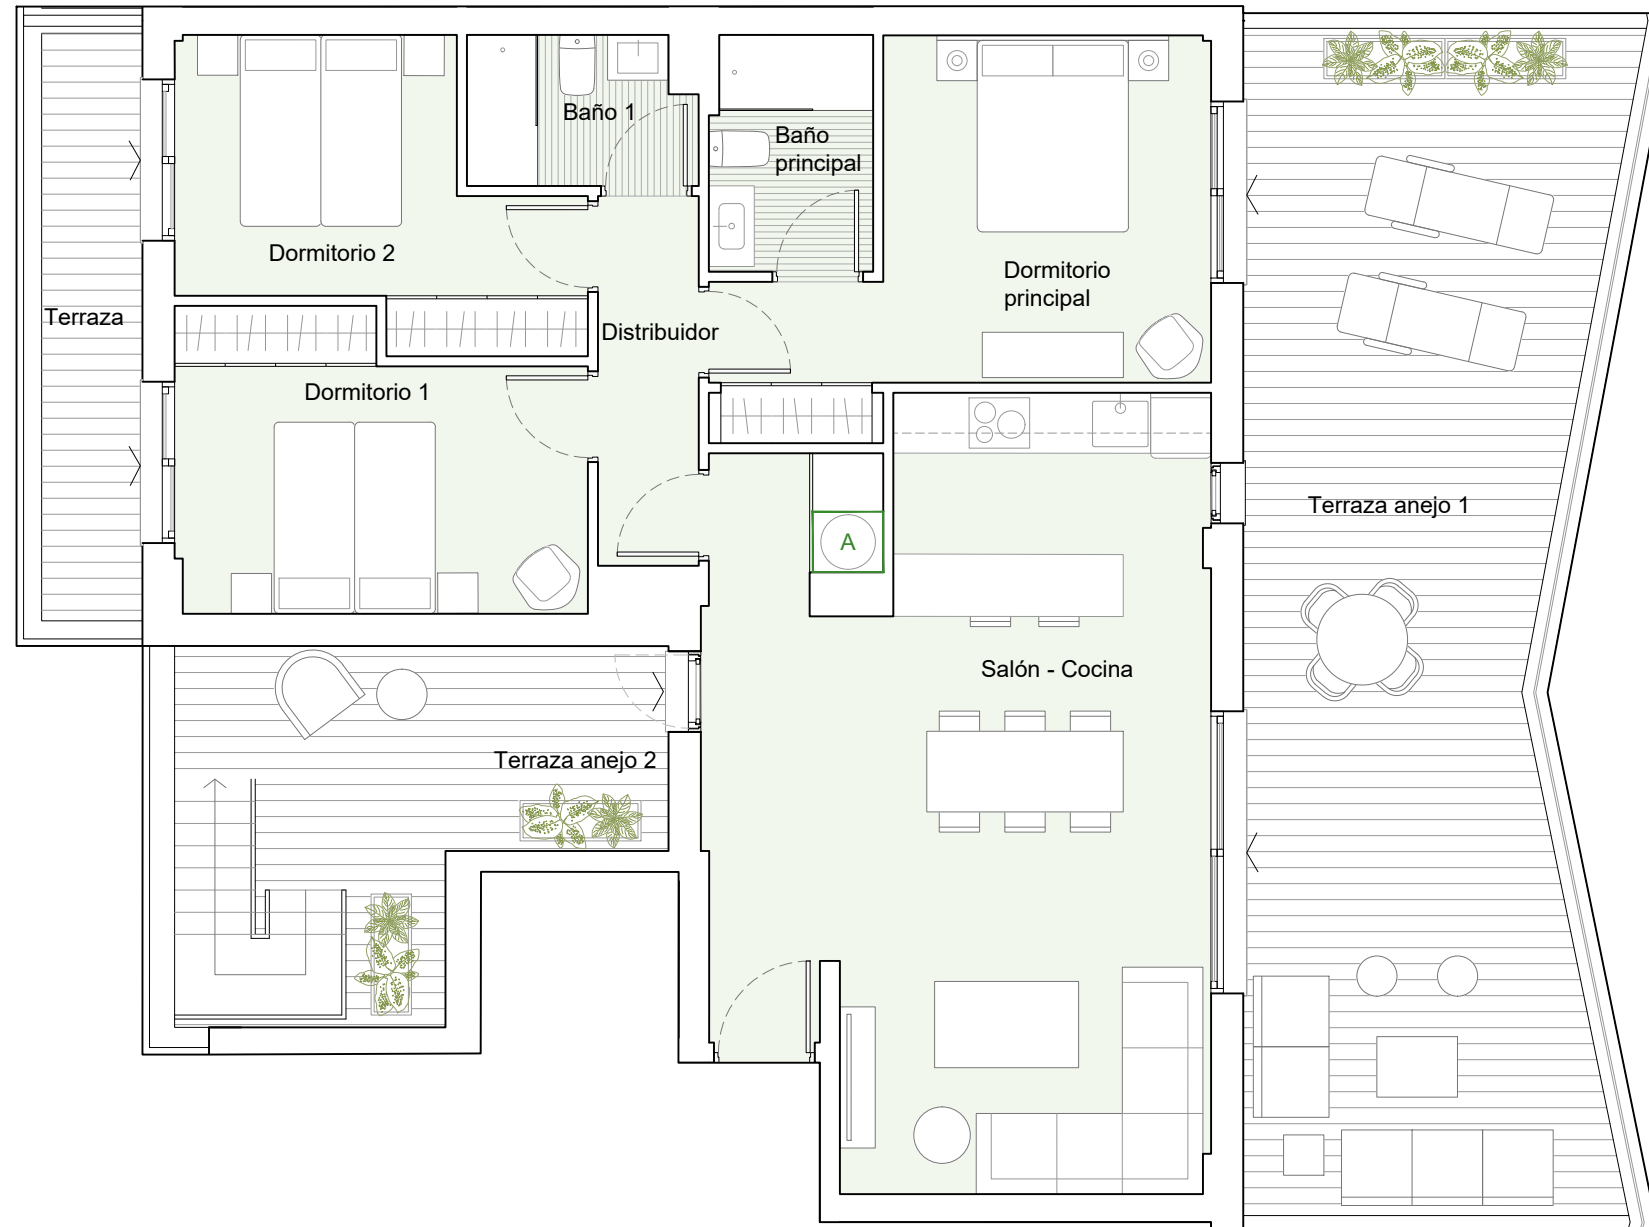 Baño 1
Baño
principal
Dormitorio 2
Dormitorio
principal
Terraza
Distribuidor
Dormitorio 1
Terraza anejo 1
A
Salón - Cocina
Terraza anejo 2